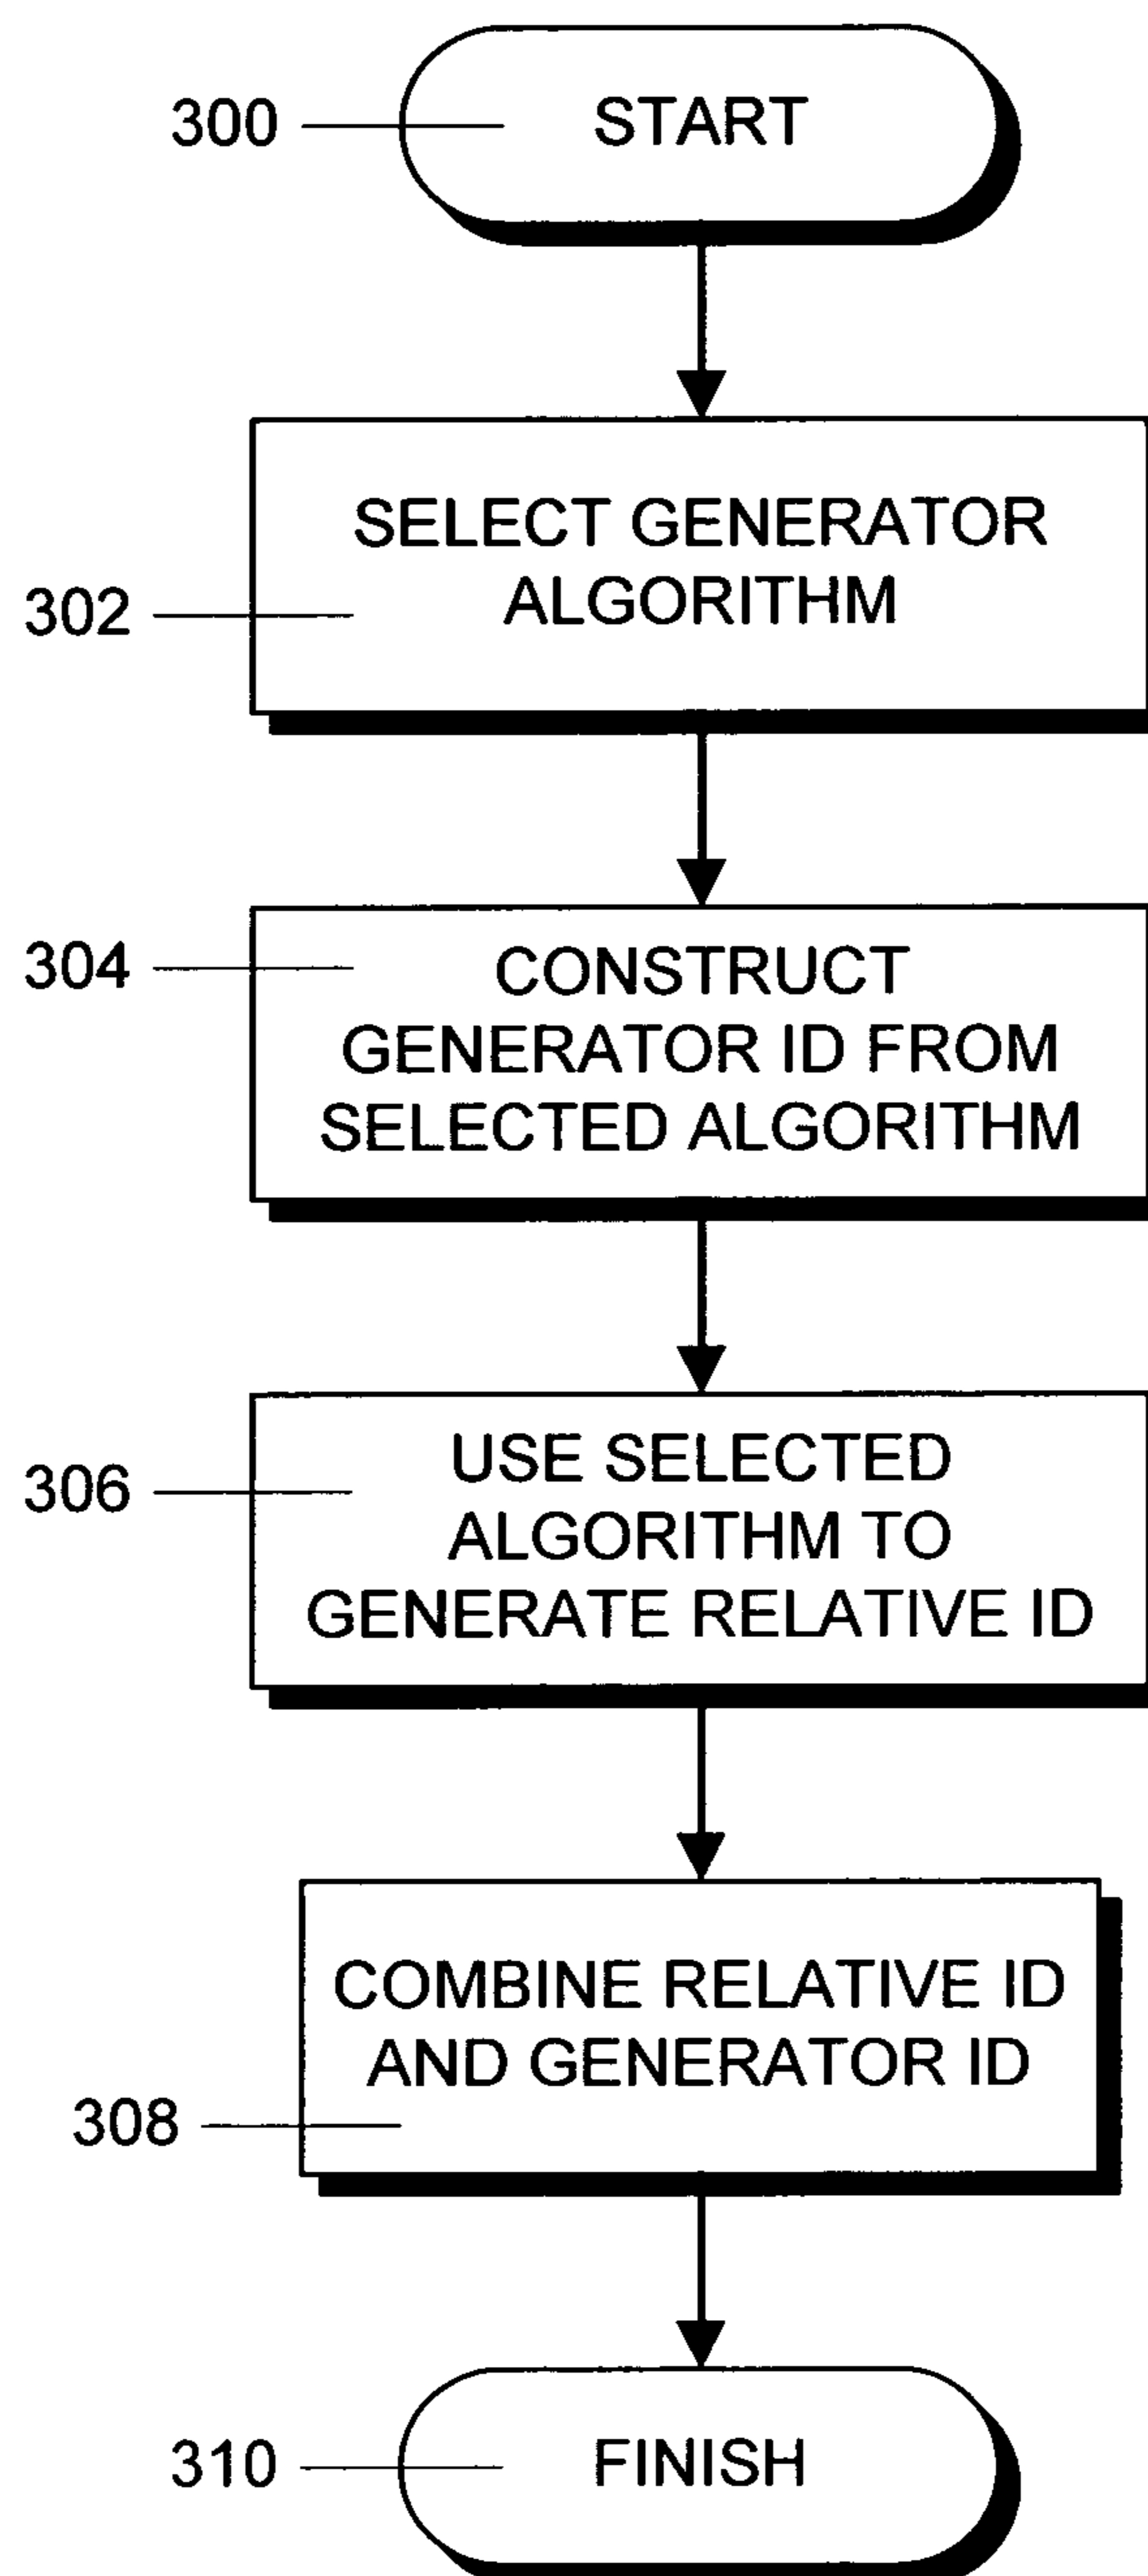 300
START
SELECT GENERATOR
ALGORITHM
302
304
CONSTRUCT
GENERATOR ID FROM
SELECTED ALGORITHM
USE SELECTED
306
ALGORITHM TO
GENERATE RELATIVE ID
COMBINE RELATIVE ID
AND GENERATOR ID
308
310
FINISH